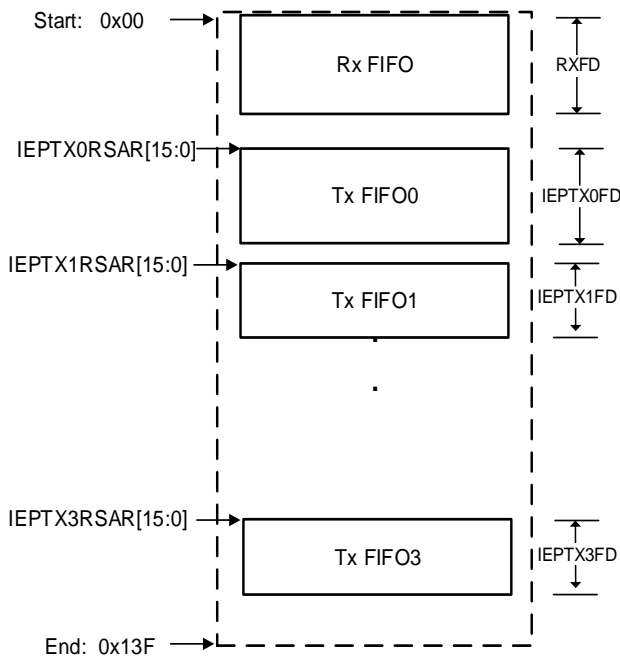 Start: 0x00
Rx FIFO
RXFD
IEPTX0RSAR[15:0]
Tx FIFO0
IEPTX0FD
IEPTX1RSAR[15:0]
Tx FIFO1
IEPTX1FD
.
.
IEPTX3RSAR[15:0]
Tx FIFO3
IEPTX3FD
End: 0x13F